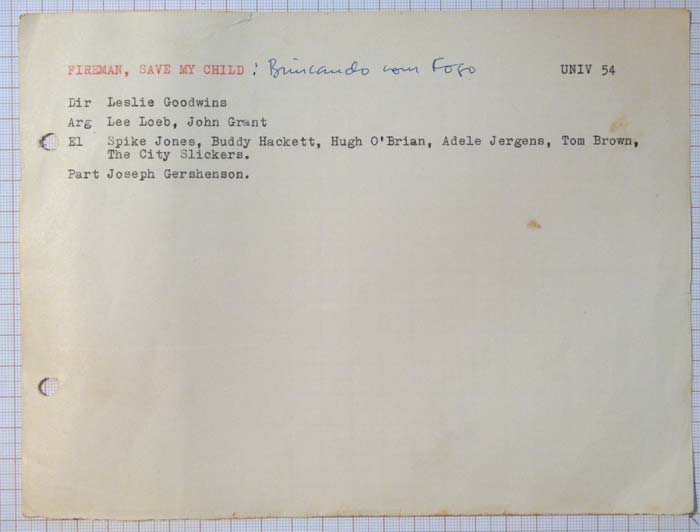 FIREMAN, SAVE MY CHILD : Brincando com Fogo UNIV 54
Dir Leslie Goodwins
Arg Lee Loeb, John Grant
El Spike Jones, Buddy Hackett, Hugh O'Brian, Adele Jergens, Tom Brown,
The City Slickers.
Part Joseph Gershenson.